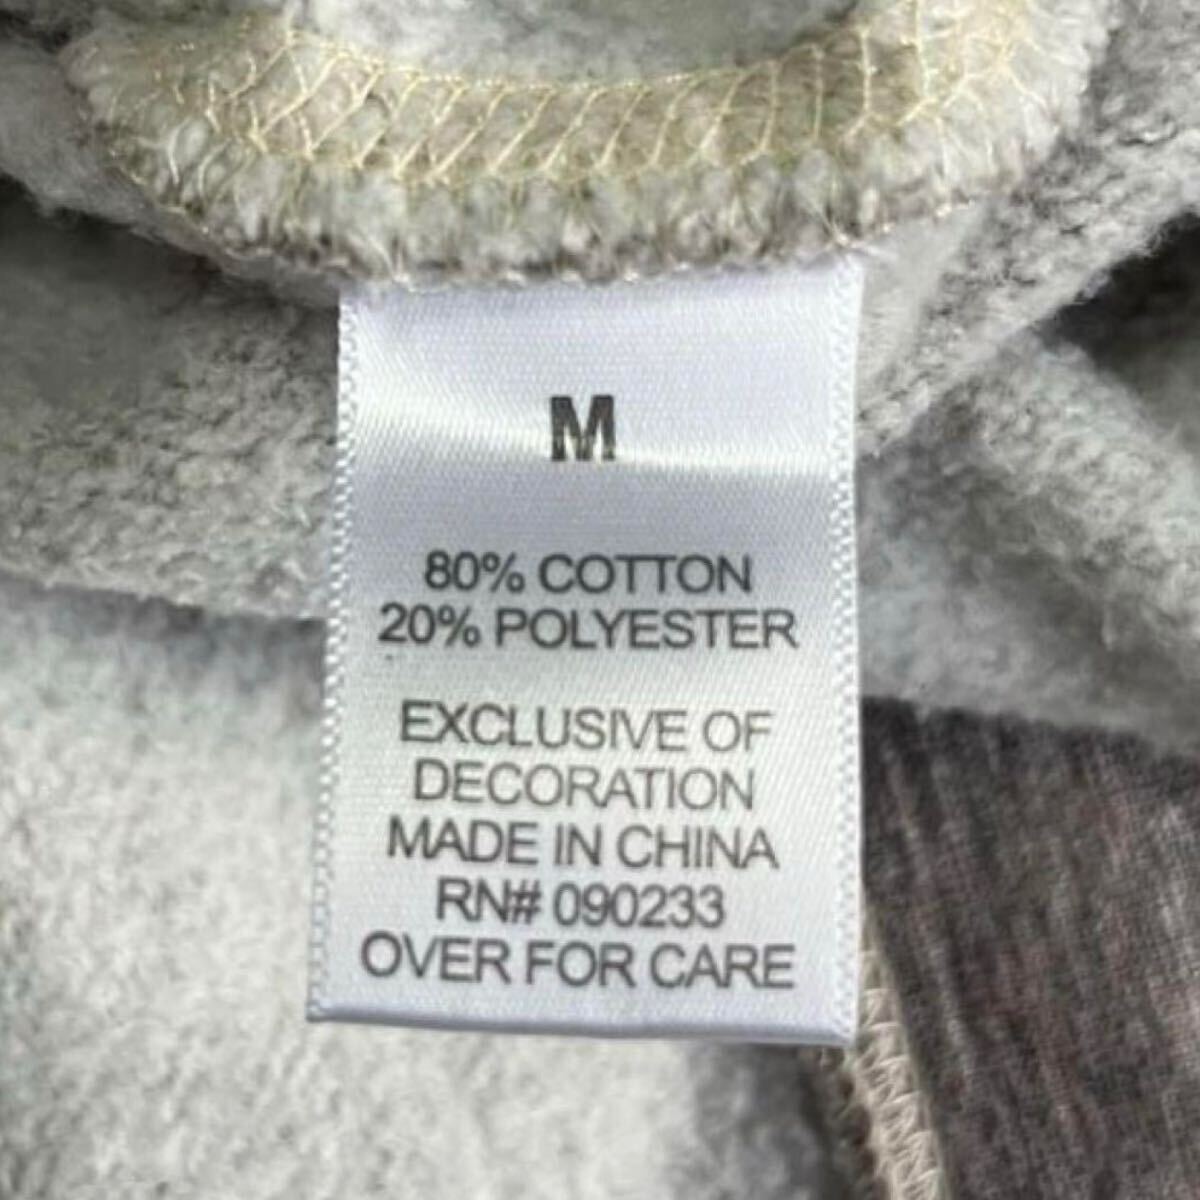 M
80% COTTON
20% POLYESTER
EXCLUSIVE OF
DECORATION
MADE IN CHINA
RN# 090233
OVER FOR CARE